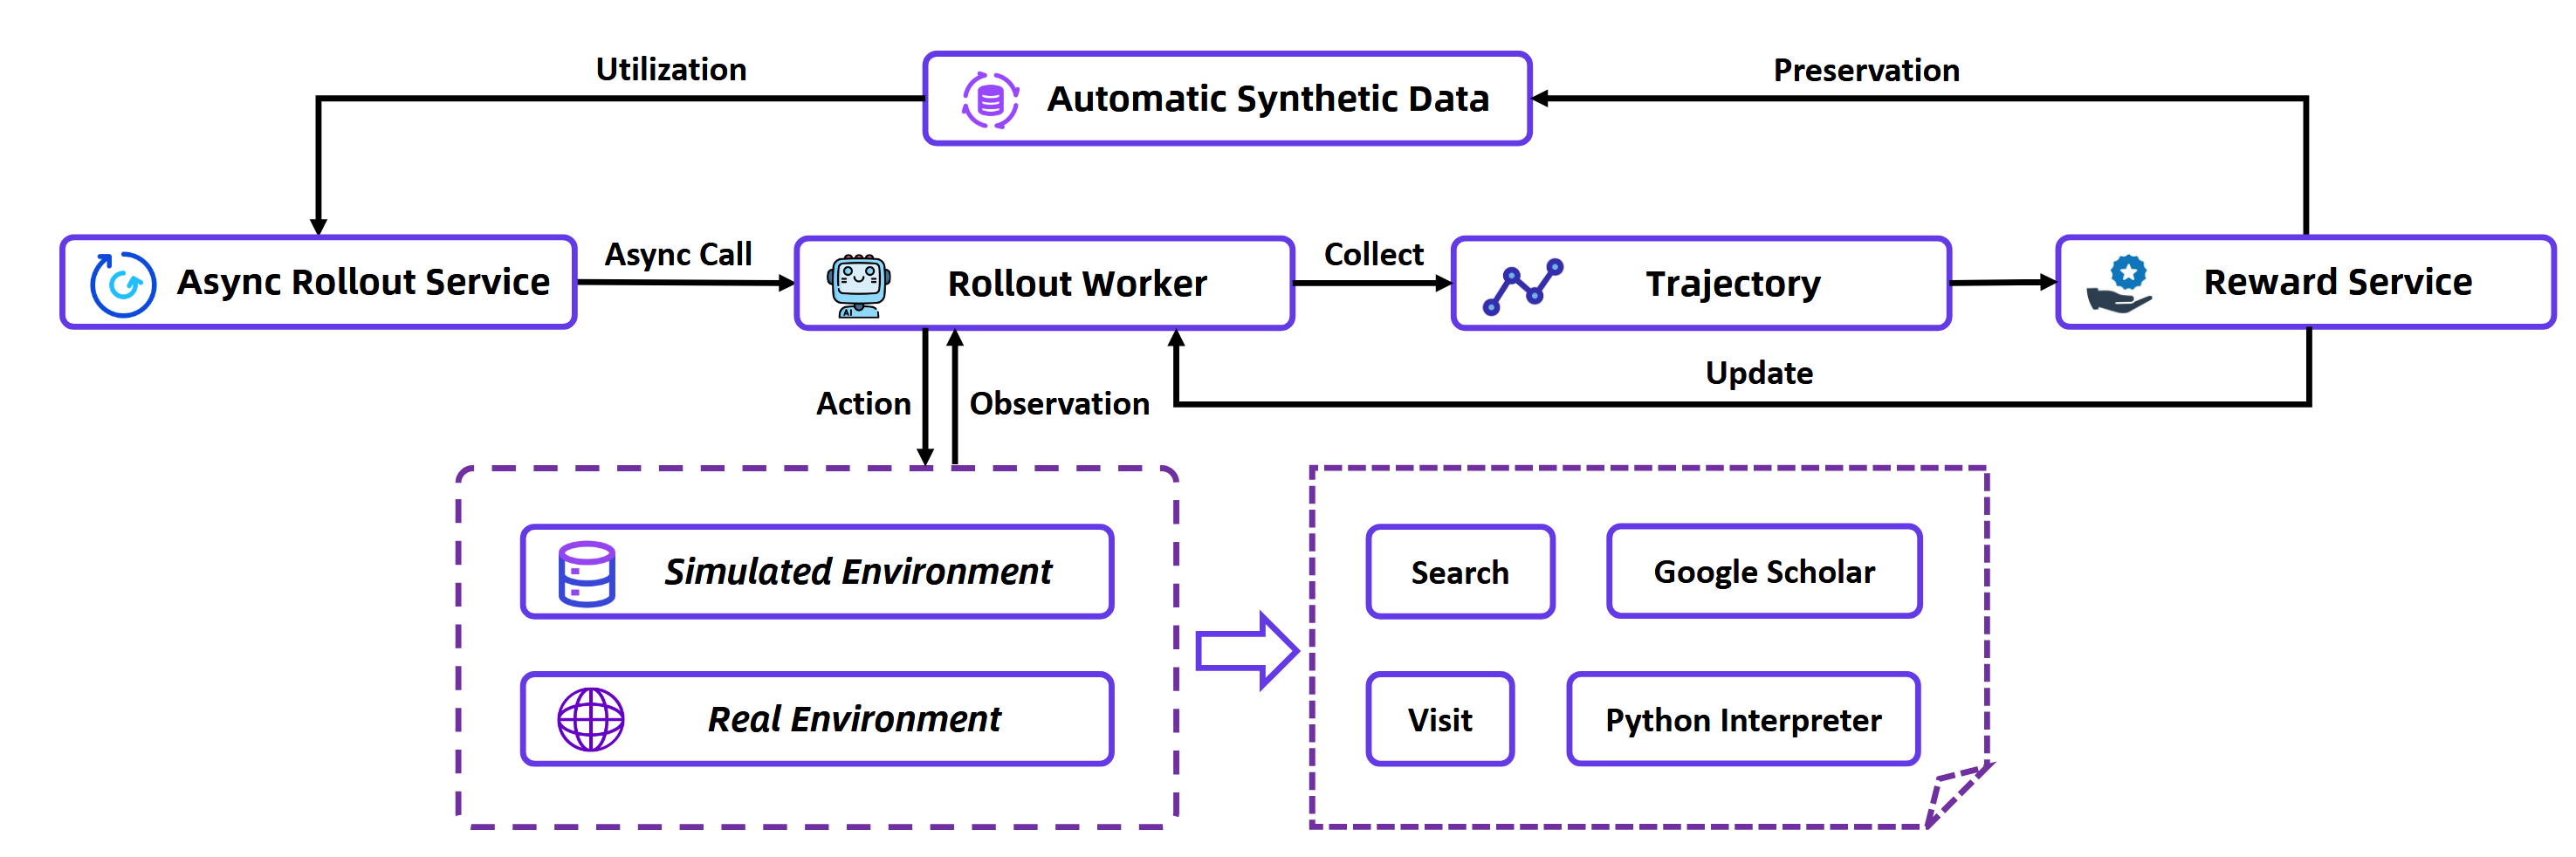 Utilization
Automatic Synthetic Data
Preservation
Async Rollout Service
Async Call
AI
Rollout Worker
Collect
Trajectory
Reward Service
Action
Observation
Update
Simulated Environment
Real Environment
Search
Google Scholar
Visit
Python Interpreter